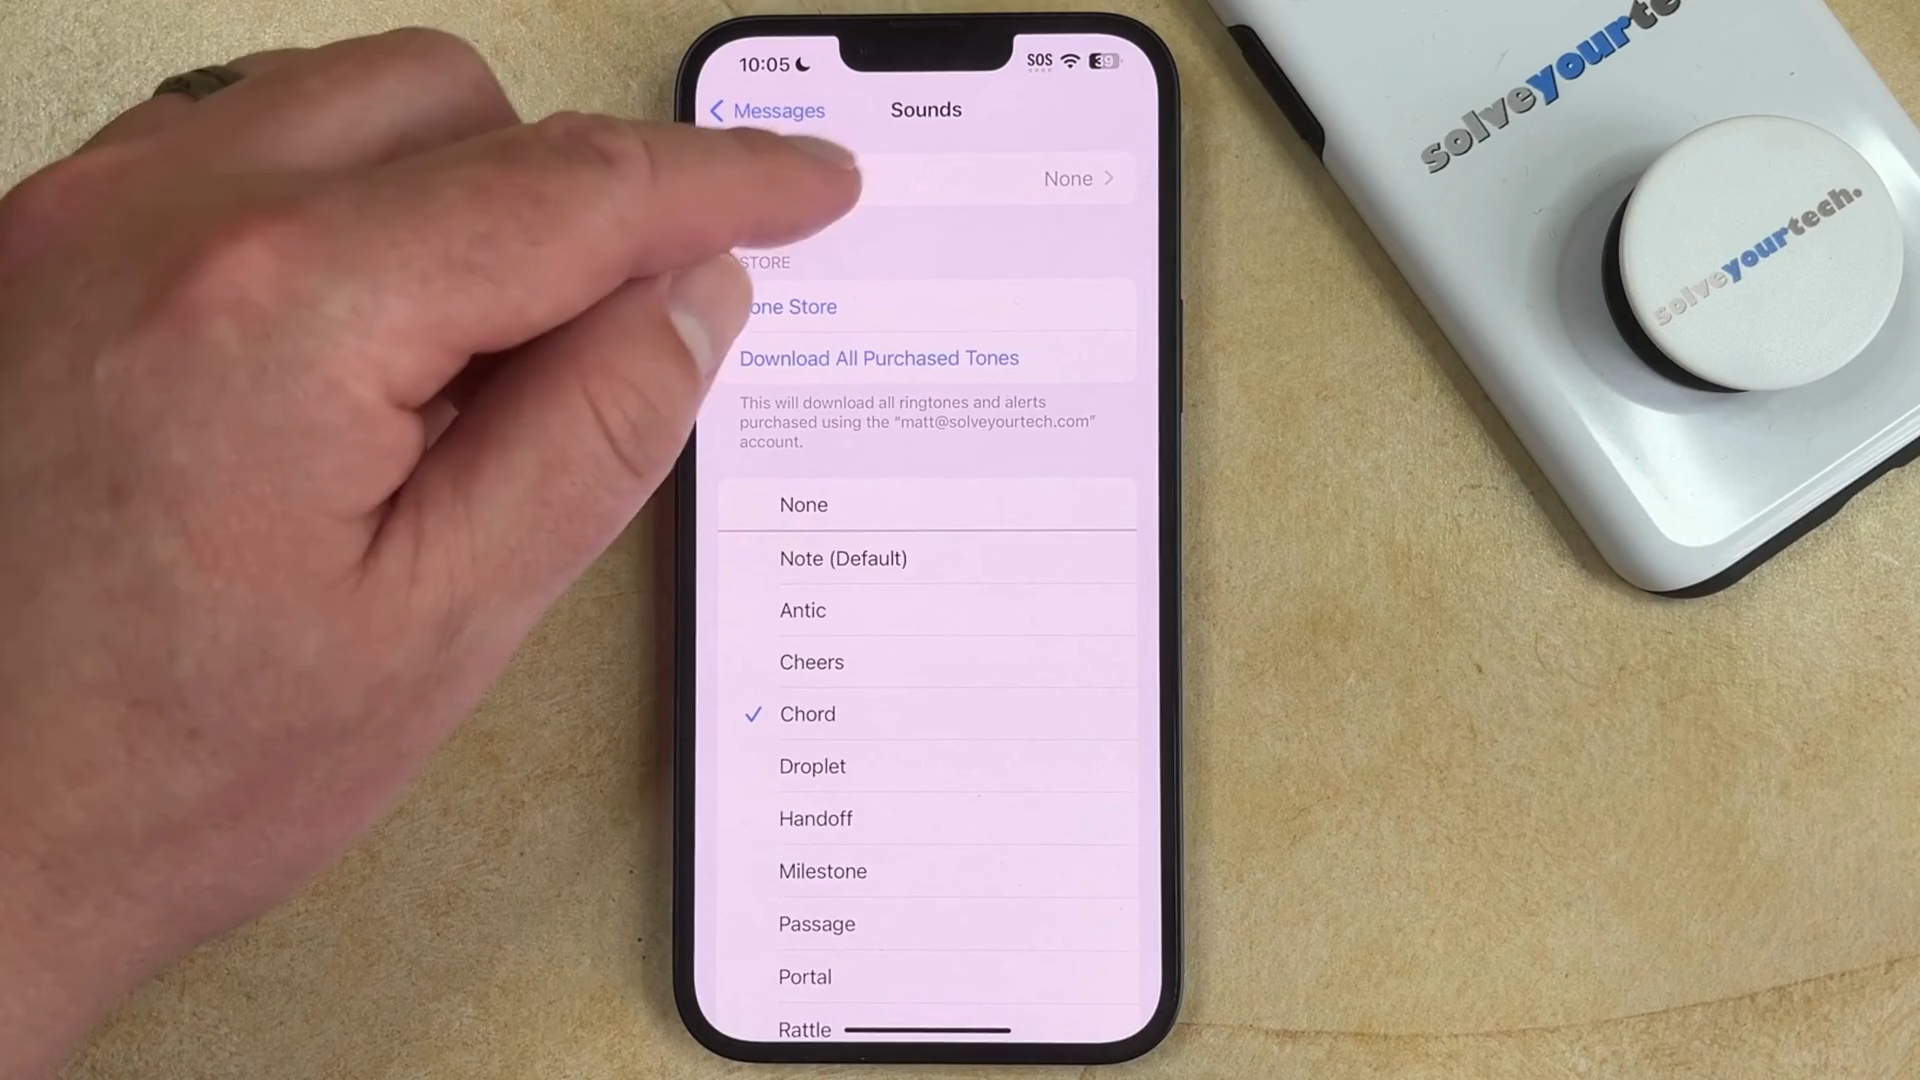 10:05
SOS
39
Messages
Sounds
None
STORE
one Store
Download All Purchased Tones
This will download all ringtones and alerts
purchased using the “matt@solveyourtech.com”
account.
None
Note (Default)
Antic
Cheers
Chord
Droplet
Handoff
Milestone
Passage
Portal
Rattle
solveyourte
solveyourtech.